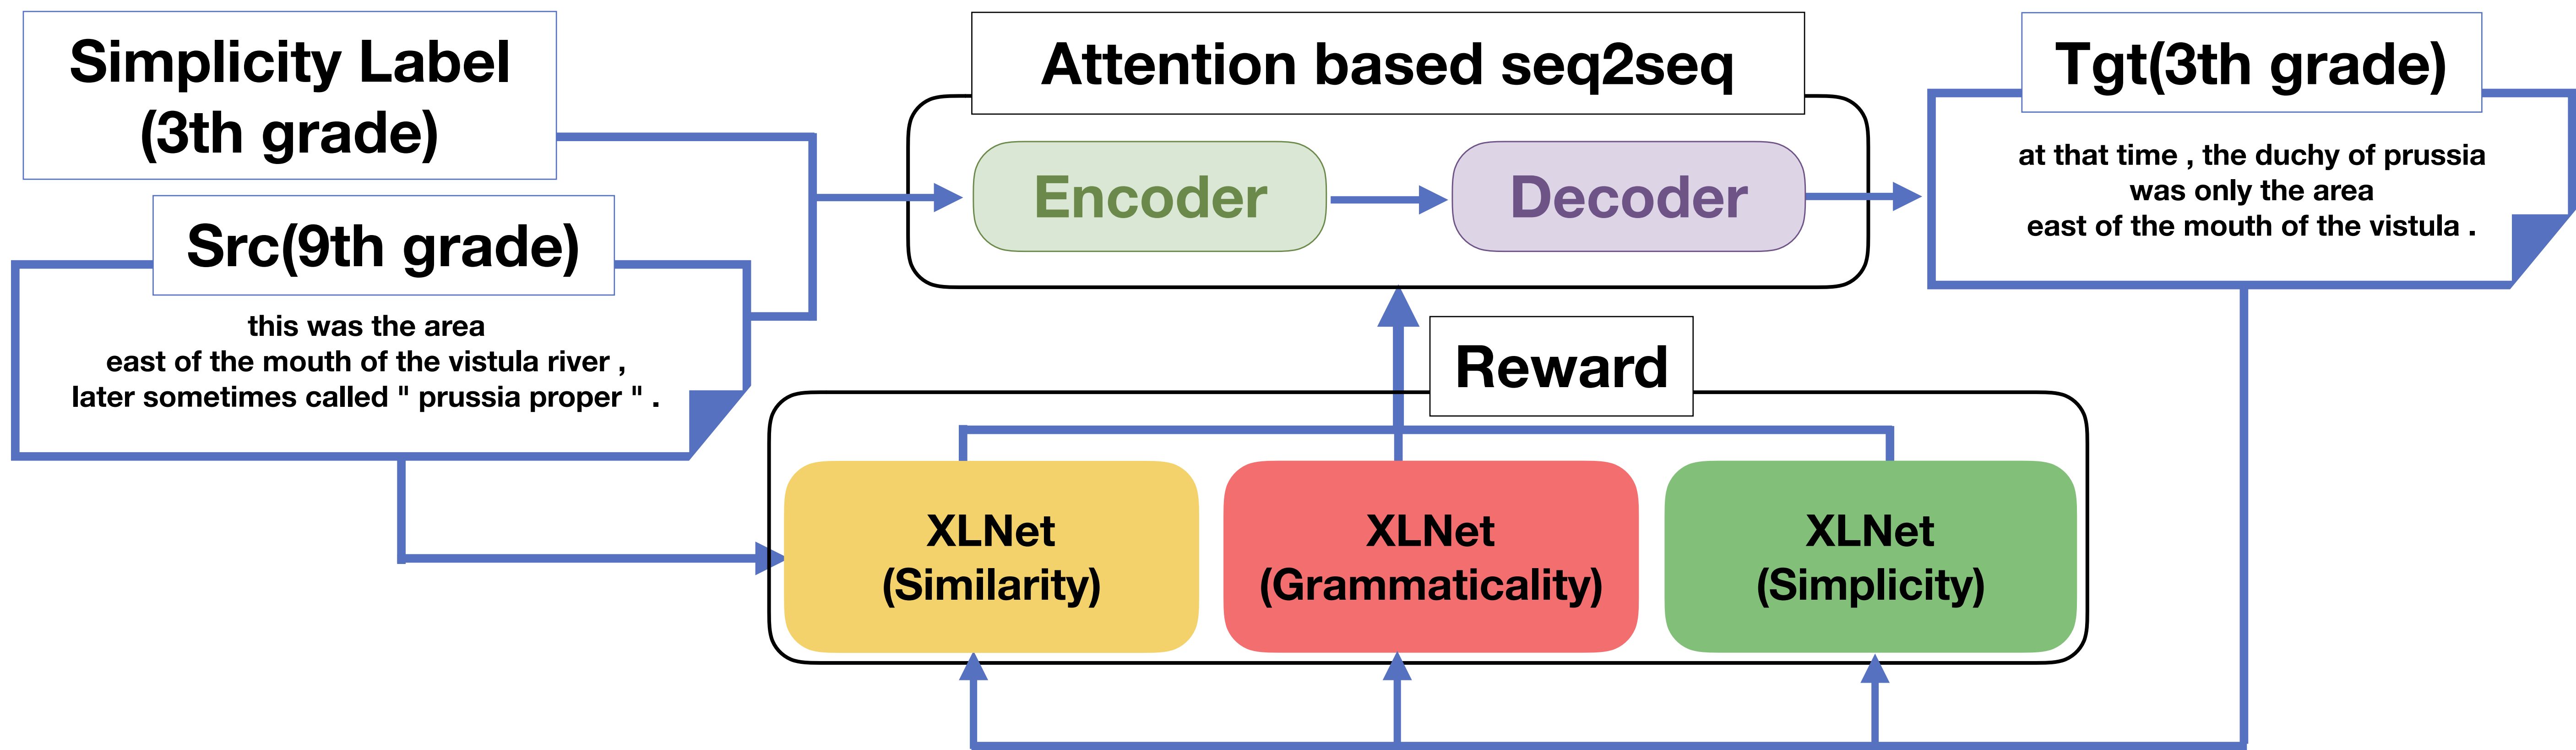 Simplicity Label
(3th grade)
Src(9th grade)
this was the area
east of the mouth of the vistula river ,
later sometimes called " prussia proper " .
Attention based seq2seq
Encoder
Decoder
Tgt(3th grade)
at that time , the duchy of prussia
was only the area
east of the mouth of the vistula .
Reward
XLNet
(Similarity)
XLNet
(Grammaticality)
XLNet
(Simplicity)